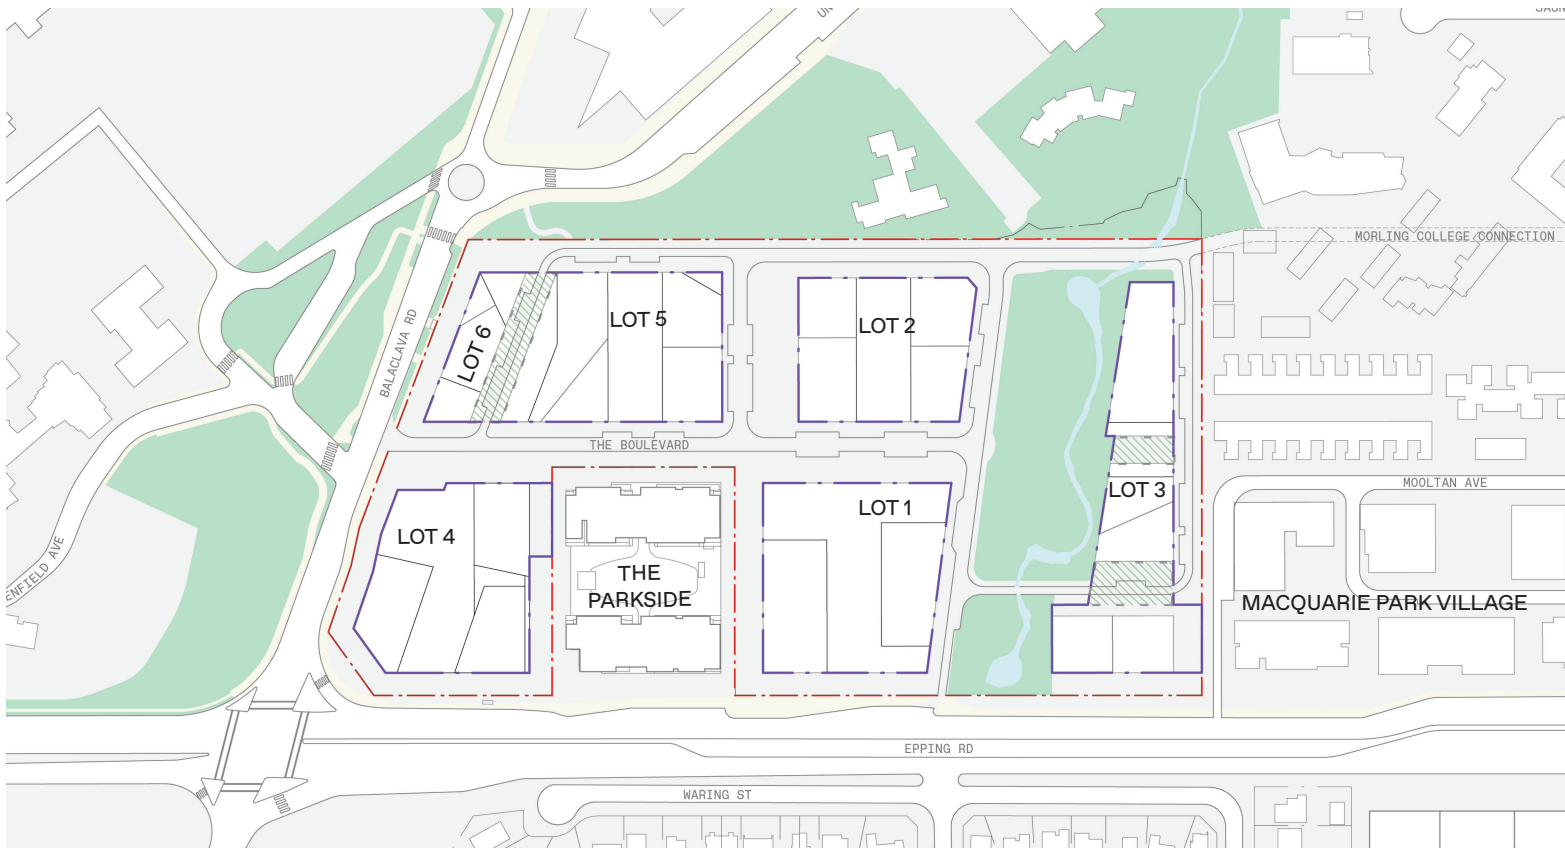 MORLING COLLEGE CONNECTION
BALACLAVA RD
LOT 6
LOT 5
LOT 2
THE BOULEVARD
LOT 3
MOOLTAN AVE
LOT 4
LOT 1
THE
PARKSIDE
MACQUARIE PARK VILLAGE
ENFIELD AVE
EPPING RD
WARING ST